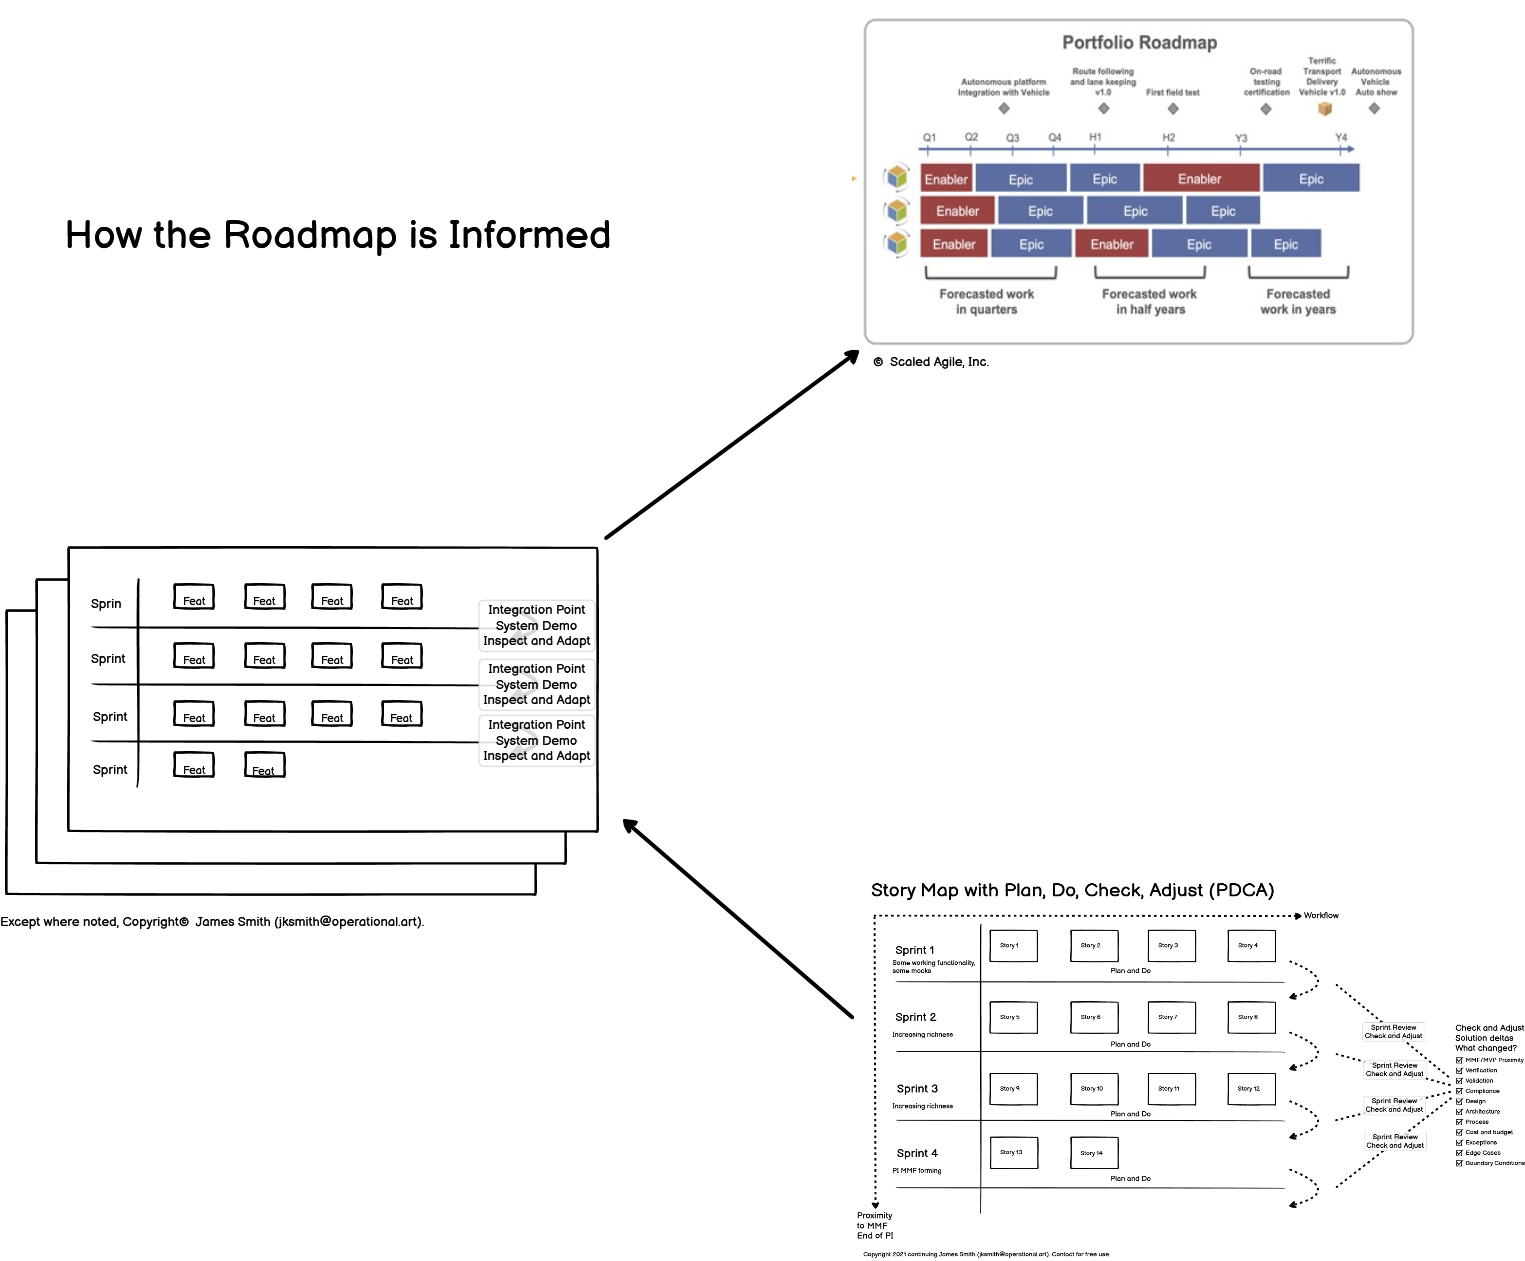 How the Roadmap is Informed
Portfolio Roadmap
Autonomous platform
Integration with Vehicle
Route following
and lane keeping
v1.0
First field test
On-road
testing
certification
Terrific
Transport
Delivery
Vehicle v1.0
Autonomous
Vehicle
Auto show
Q1 Q2 Q3 Q4 H1 H2 Y3 Y4
Enabler Epic Epic Enabler Epic
Enabler Epic Epic Epic
Enabler Epic Enabler Epic Epic
Forecasted work
in quarters
Forecasted work
in half years
Forecasted
work in years
© Scaled Agile, Inc.
Sprin Feat Feat Feat Feat
Integration Point
System Demo
Inspect and Adapt
Sprint Feat Feat Feat Feat
Integration Point
System Demo
Inspect and Adapt
Sprint Feat Feat Feat Feat
Integration Point
System Demo
Inspect and Adapt
Sprint Feat Feat
Except where noted, Copyright© James Smith (jksmith@operational.art).
Story Map with Plan, Do, Check, Adjust (PDCA)
Workflow
Sprint 1
Some working functionality,
some mocks
Story 1 Story 2 Story 3 Story 4
Plan and Do
Sprint 2
Increasing richness
Story 5 Story 6 Story 7 Story 8
Plan and Do
Sprint 3
Increasing richness
Story 9 Story 10 Story 11 Story 12
Plan and Do
Sprint 4
PI MMF forming
Story 13 Story 14
Plan and Do
Sprint Review
Check and Adjust
Sprint Review
Check and Adjust
Sprint Review
Check and Adjust
Sprint Review
Check and Adjust
Check and Adjust
Solution deltas
What changed?
MMF/MVP Proximity
Verification
Validation
Compliance
Design
Architecture
Process
Cost and budget
Exceptions
Edge Cases
Boundary Conditions
Proximity
to MMF
End of PI
Copyright 2021 continuing James Smith (jksmith@operational.art). Contact for free use.